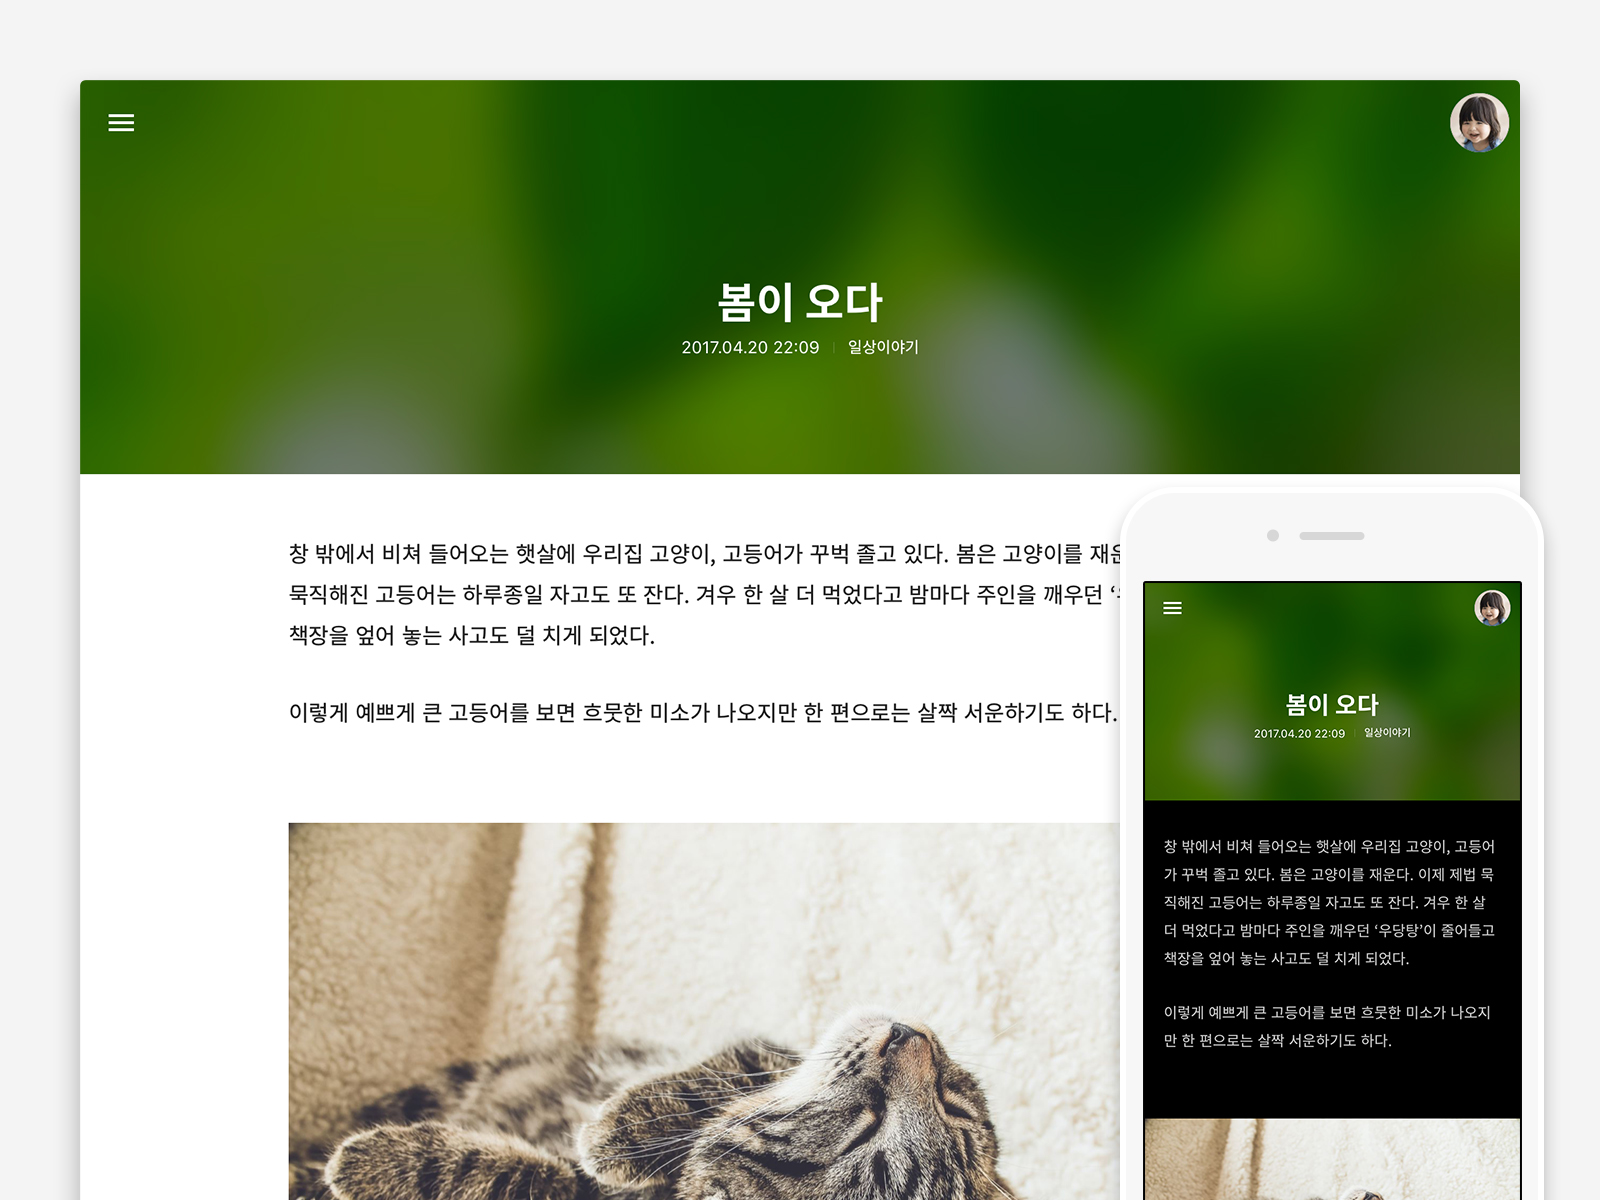 봄이 오다
2017.04.20 22:09 일상이야기
창 밖에서 비쳐 들어오는 햇살에 우리집 고양이, 고등어가 꾸벅 졸고 있다. 봄은 고양이를
묵직해진 고등어는 하루종일 자고도 또 잔다. 겨우 한 살 더 먹었다고 밤마다 주인을 깨우던
책장을 엎어 놓는 사고도 덜 치게 되었다.
이렇게 예쁘게 큰 고등어를 보면 흐뭇한 미소가 나오지만 한 편으로는 살짝 서운하기도 하다.
봄이 오다
2017.04.20 22:09 일상이야기
창 밖에서 비쳐 들어오는 햇살에 우리집 고양이, 고등어
가 꾸벅 졸고 있다. 봄은 고양이를 재운다. 이제 제법 묵
직해진 고등어는 하루종일 자고도 또 잔다. 겨우 한 살
더 먹었다고 밤마다 주인을 깨우던 ‘우당탕’이 줄어들고
책장을 엎어 놓는 사고도 덜 치게 되었다.
이렇게 예쁘게 큰 고등어를 보면 흐뭇한 미소가 나오지
만 한 편으로는 살짝 서운하기도 하다.